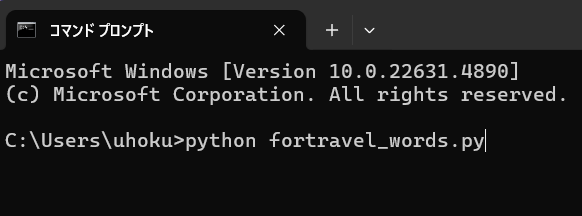 コマンド プロンプト
Microsoft Windows [Version 10.0.22631.4890]
(c) Microsoft Corporation. All rights reserved.
C:\Users\uhoku>python fortravel_words.py